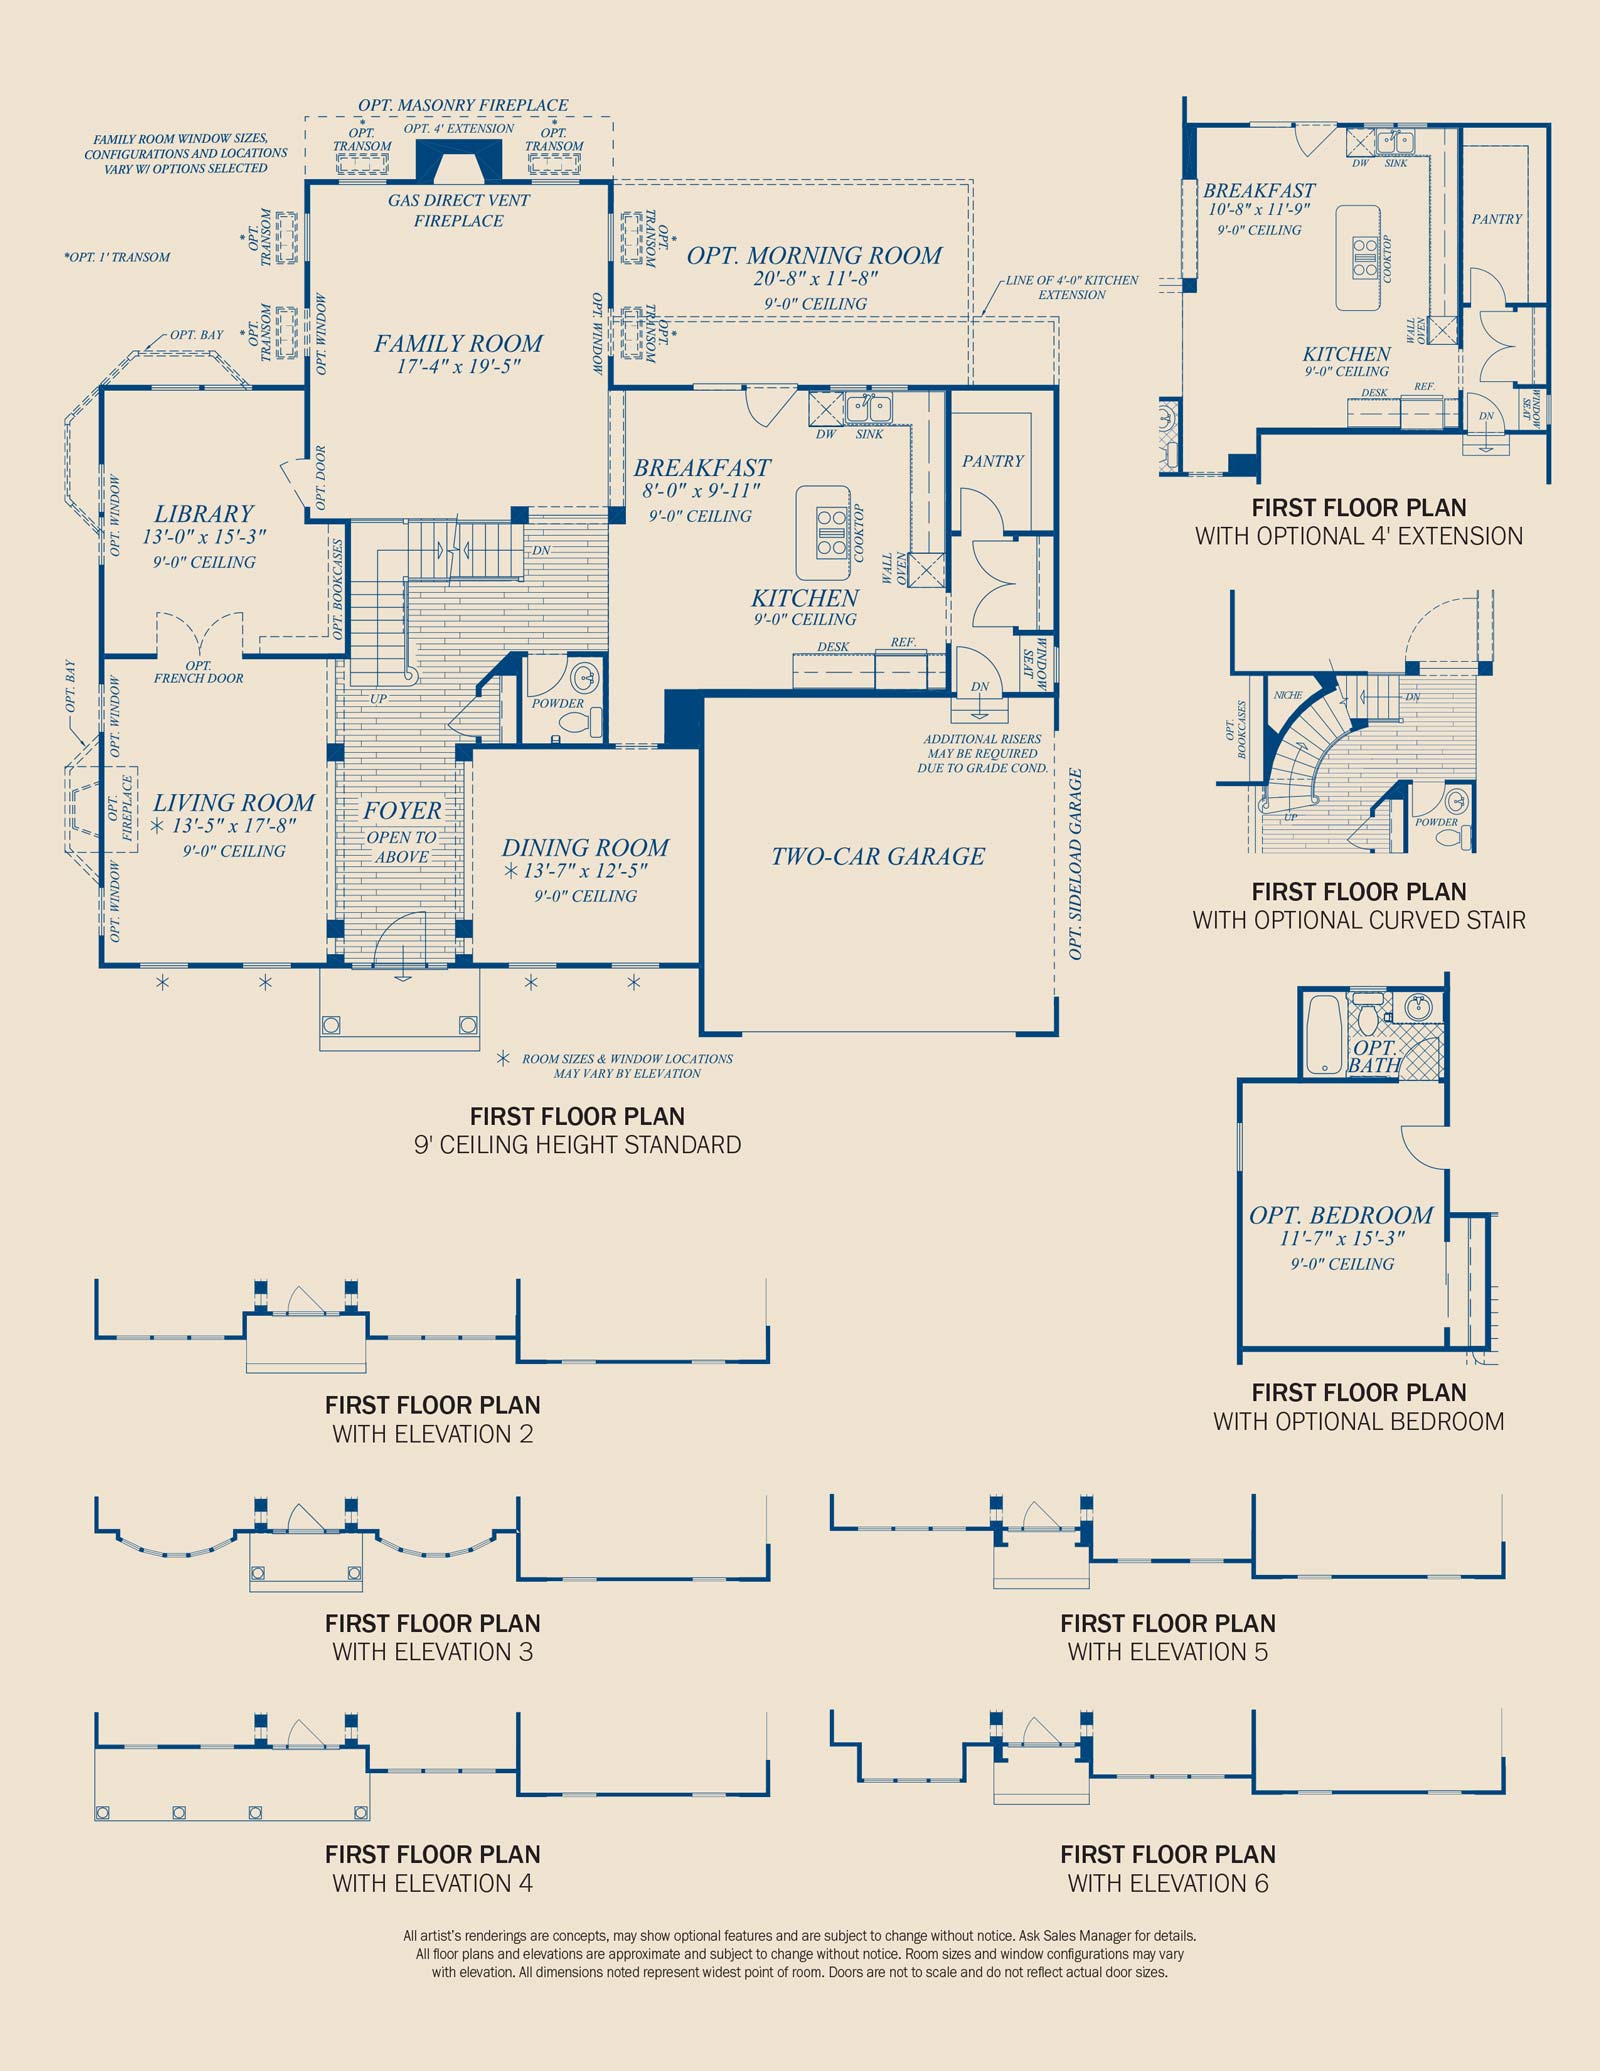 OPT. MASONRY FIREPLACE
OPT. 4' EXTENSION
*
OPT.
TRANSOM
*
OPT.
TRANSOM
FAMILY ROOM WINDOW SIZES,
CONFIGURATIONS AND LOCATIONS
VARY W/ OPTIONS SELECTED
GAS DIRECT VENT
FIREPLACE
*OPT. 1' TRANSOM
*
OPT.
TRANSOM
*
OPT.
TRANSOM
OPT.
TRANSOM
*
OPT.
TRANSOM
*
OPT. WINDOW
OPT. WINDOW
OPT. MORNING ROOM
20'-8" x 11'-8"
9'-0" CEILING
LINE OF 4'-0" KITCHEN
EXTENSION
FAMILY ROOM
17'-4" x 19'-5"
OPT. BAY
OPT. DOOR
OPT. WINDOW
LIBRARY
13'-0" x 15'-3"
9'-0" CEILING
OPT. BOOKCASES
OPT.
FRENCH DOOR
DN
UP
BREAKFAST
8'-0" x 9'-11"
9'-0" CEILING
DW
SINK
PANTRY
COOKTOP
WALL
OVEN
KITCHEN
9'-0" CEILING
DESK
REF.
WINDOW
SEAT
DN
POWDER
ADDITIONAL RISERS
MAY BE REQUIRED
DUE TO GRADE COND.
OPT. BAY
OPT. WINDOW
OPT.
FIREPLACE
OPT. WINDOW
LIVING ROOM
* 13'-5" x 17'-8"
9'-0" CEILING
FOYER
OPEN TO
ABOVE
DINING ROOM
* 13'-7" x 12'-5"
9'-0" CEILING
TWO-CAR GARAGE
OPT. SIDELOAD GARAGE
* * * *
* ROOM SIZES & WINDOW LOCATIONS
MAY VARY BY ELEVATION
FIRST FLOOR PLAN
9' CEILING HEIGHT STANDARD
DW
SINK
BREAKFAST
10'-8" x 11'-9"
9'-0" CEILING
PANTRY
COOKTOP
WALL
OVEN
KITCHEN
9'-0" CEILING
DESK
REF.
DN
WINDOW
SEAT
FIRST FLOOR PLAN
WITH OPTIONAL 4' EXTENSION
NICHE
DN
OPT.
BOOKCASES
UP
POWDER
FIRST FLOOR PLAN
WITH OPTIONAL CURVED STAIR
OPT.
BATH
OPT. BEDROOM
11'-7" x 15'-3"
9'-0" CEILING
FIRST FLOOR PLAN
WITH OPTIONAL BEDROOM
FIRST FLOOR PLAN
WITH ELEVATION 2
FIRST FLOOR PLAN
WITH ELEVATION 3
FIRST FLOOR PLAN
WITH ELEVATION 5
FIRST FLOOR PLAN
WITH ELEVATION 4
FIRST FLOOR PLAN
WITH ELEVATION 6
All artist's renderings are concepts, may show optional features and are subject to change without notice. Ask Sales Manager for details.
All floor plans and elevations are approximate and subject to change without notice. Room sizes and window configurations may vary
with elevation. All dimensions noted represent widest point of room. Doors are not to scale and do not reflect actual door sizes.